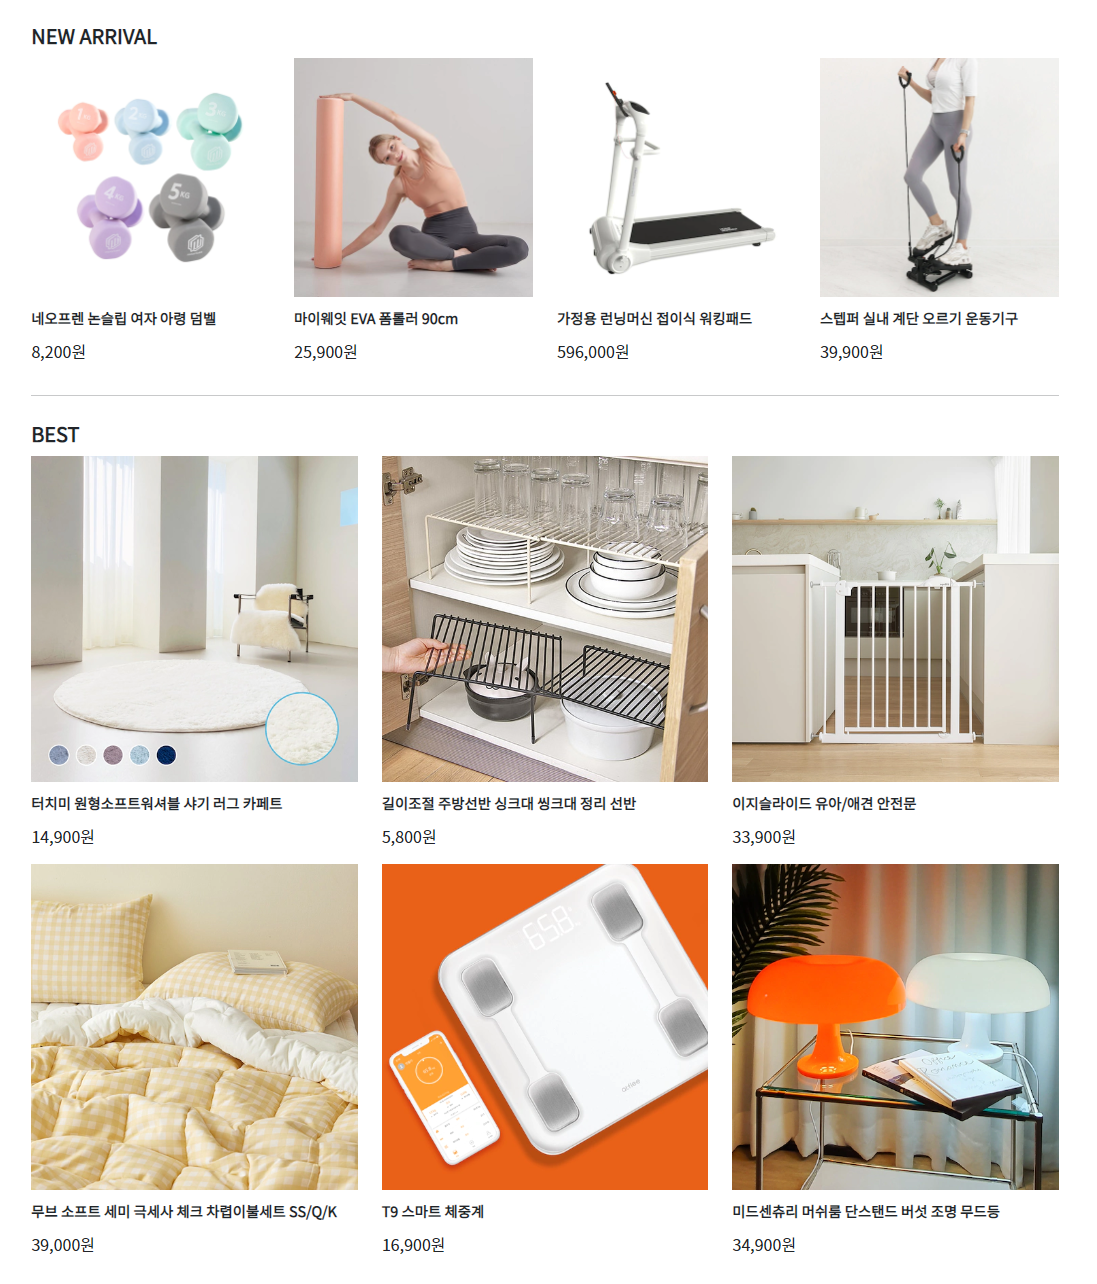 NEW ARRIVAL
1KG
2KG
3KG
4KG
5KG
네오프렌 논슬립 여자 아령 덤벨
8,200원
마이웨잇 EVA 폼롤러 90cm
25,900원
가정용 런닝머신 접이식 워킹패드
596,000원
스텝퍼 실내 계단 오르기 운동기구
39,900원
BEST
터치미 원형소프트워셔블 샤기 러그 카페트
14,900원
길이조절 주방선반 싱크대 씽크대 정리 선반
5,800원
이지슬라이드 유아/애견 안전문
33,900원
65.8
무브 소프트 세미 극세사 체크 차렵이불세트 SS/Q/K
39,000원
T9 스마트 체중계
16,900원
미드센츄리 머쉬룸 단스탠드 버섯 조명 무드등
34,900원